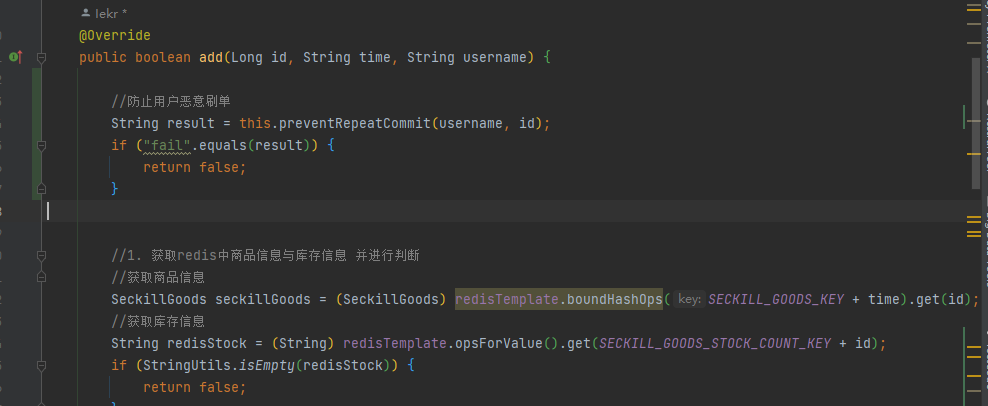 lekr *
@Override
public boolean add(Long id, String time, String username) {
//防止用户恶意刷单
String result = this.preventRepeatCommit(username, id);
if ("fail".equals(result)) {
return false;
}
//1. 获取redis中商品信息与库存信息 并进行判断
//获取商品信息
SeckillGoods seckillGoods = (SeckillGoods) redisTemplate.boundHashOps( key: SECKILL_GOODS_KEY + time).get(id);
//获取库存信息
String redisStock = (String) redisTemplate.opsForValue().get(SECKILL_GOODS_STOCK_COUNT_KEY + id);
if (StringUtils.isEmpty(redisStock)) {
return false;